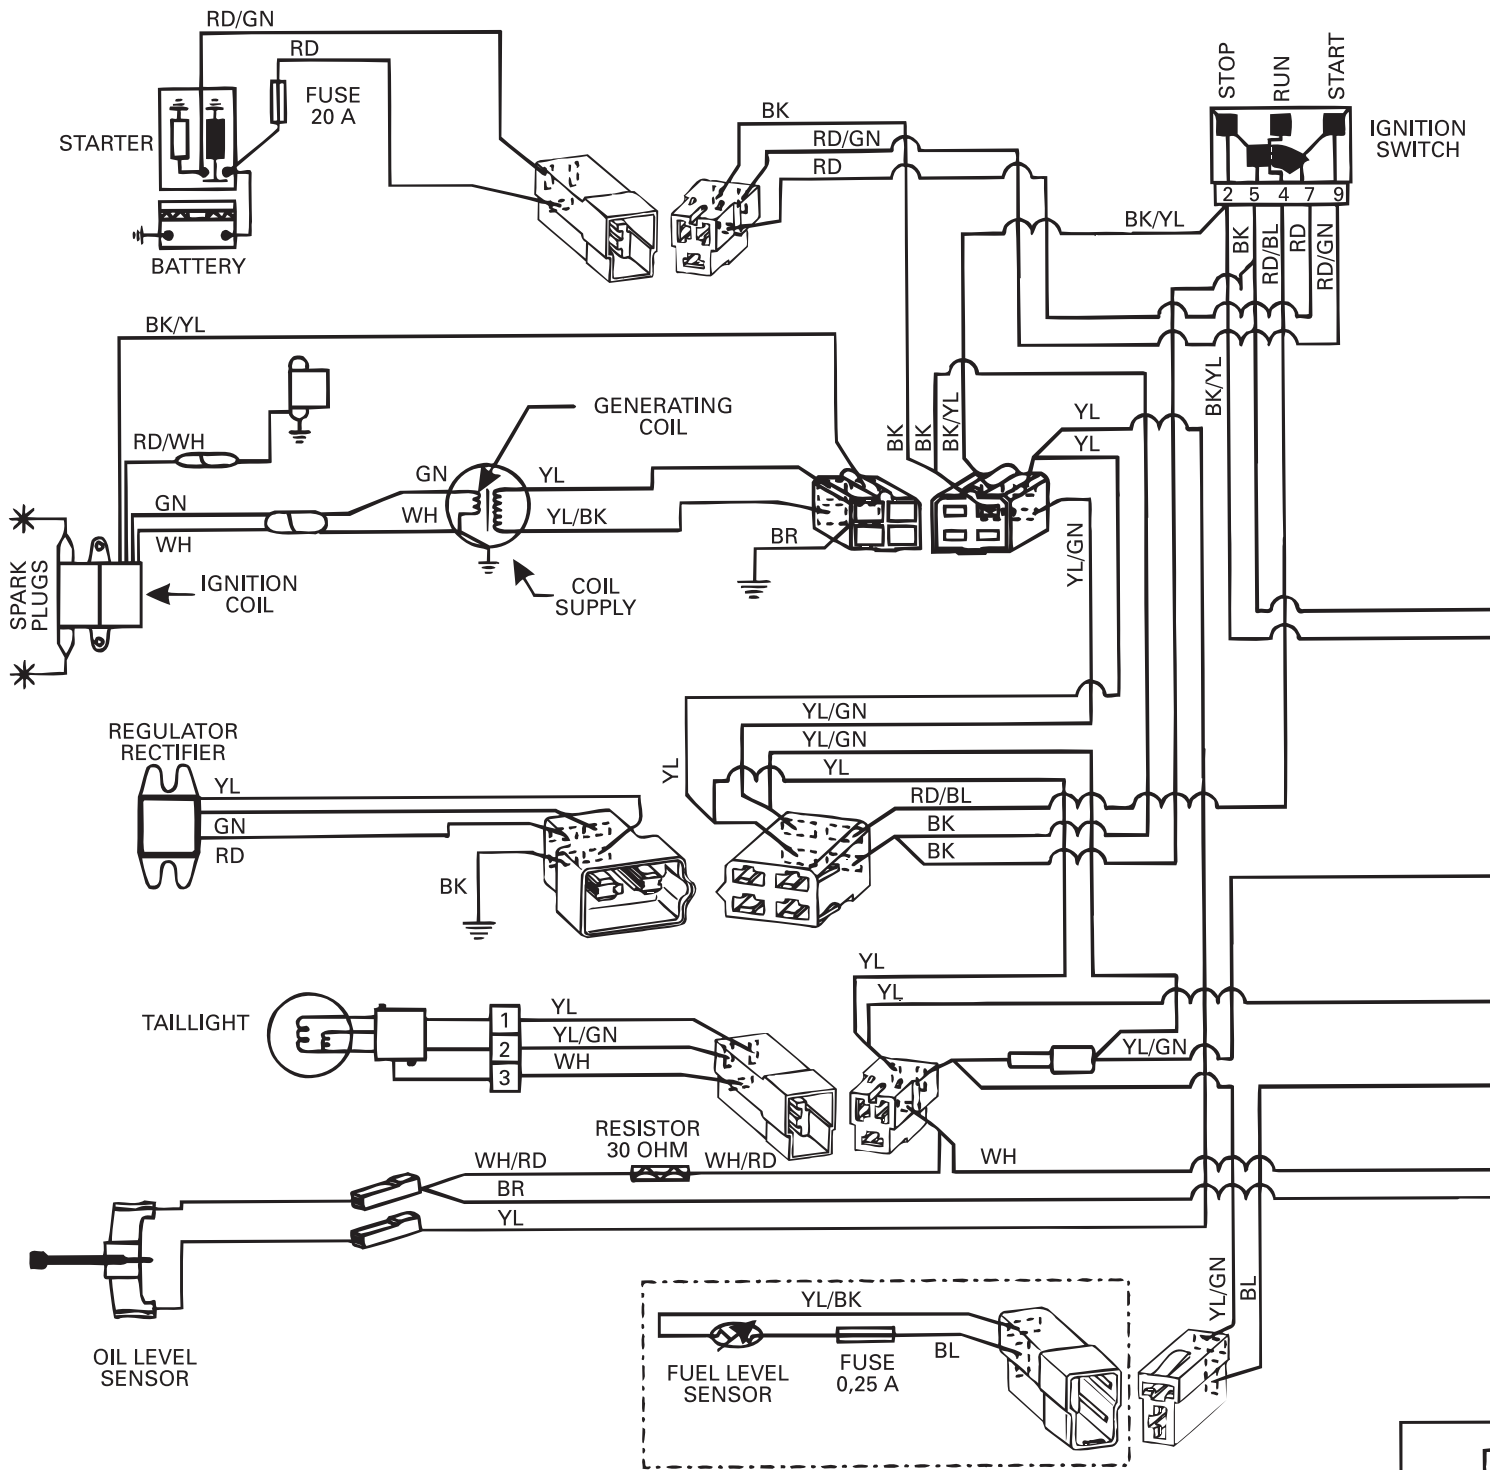 RD/GN
RD
FUSE
20 A
STARTER
BATTERY
BK
RD/GN
RD
STOP
RUN
START
IGNITION
SWITCH
2 5 4 7 9
BK/YL
BK
RD/BL
RD
RD/GN
BK/YL
BK/YL
RD/WH
GENERATING
COIL
GN
YL
GN
WH
YL/BK
WH
BR
BK
BK
BK/YL
YL
YL
YL/GN
SPARK
PLUGS
IGNITION
COIL
COIL
SUPPLY
REGULATOR
RECTIFIER
YL
GN
RD
BK
YL/GN
YL/GN
YL
YL
RD/BL
BK
BK
TAILLIGHT
1
2
3
YL
YL/GN
WH
YL
YL
YL/GN
RESISTOR
30 OHM
WH/RD
WH/RD
WH
BR
YL
OIL LEVEL
SENSOR
YL/BK
FUEL LEVEL
SENSOR
FUSE
0,25 A
BL
YL/GN
BL